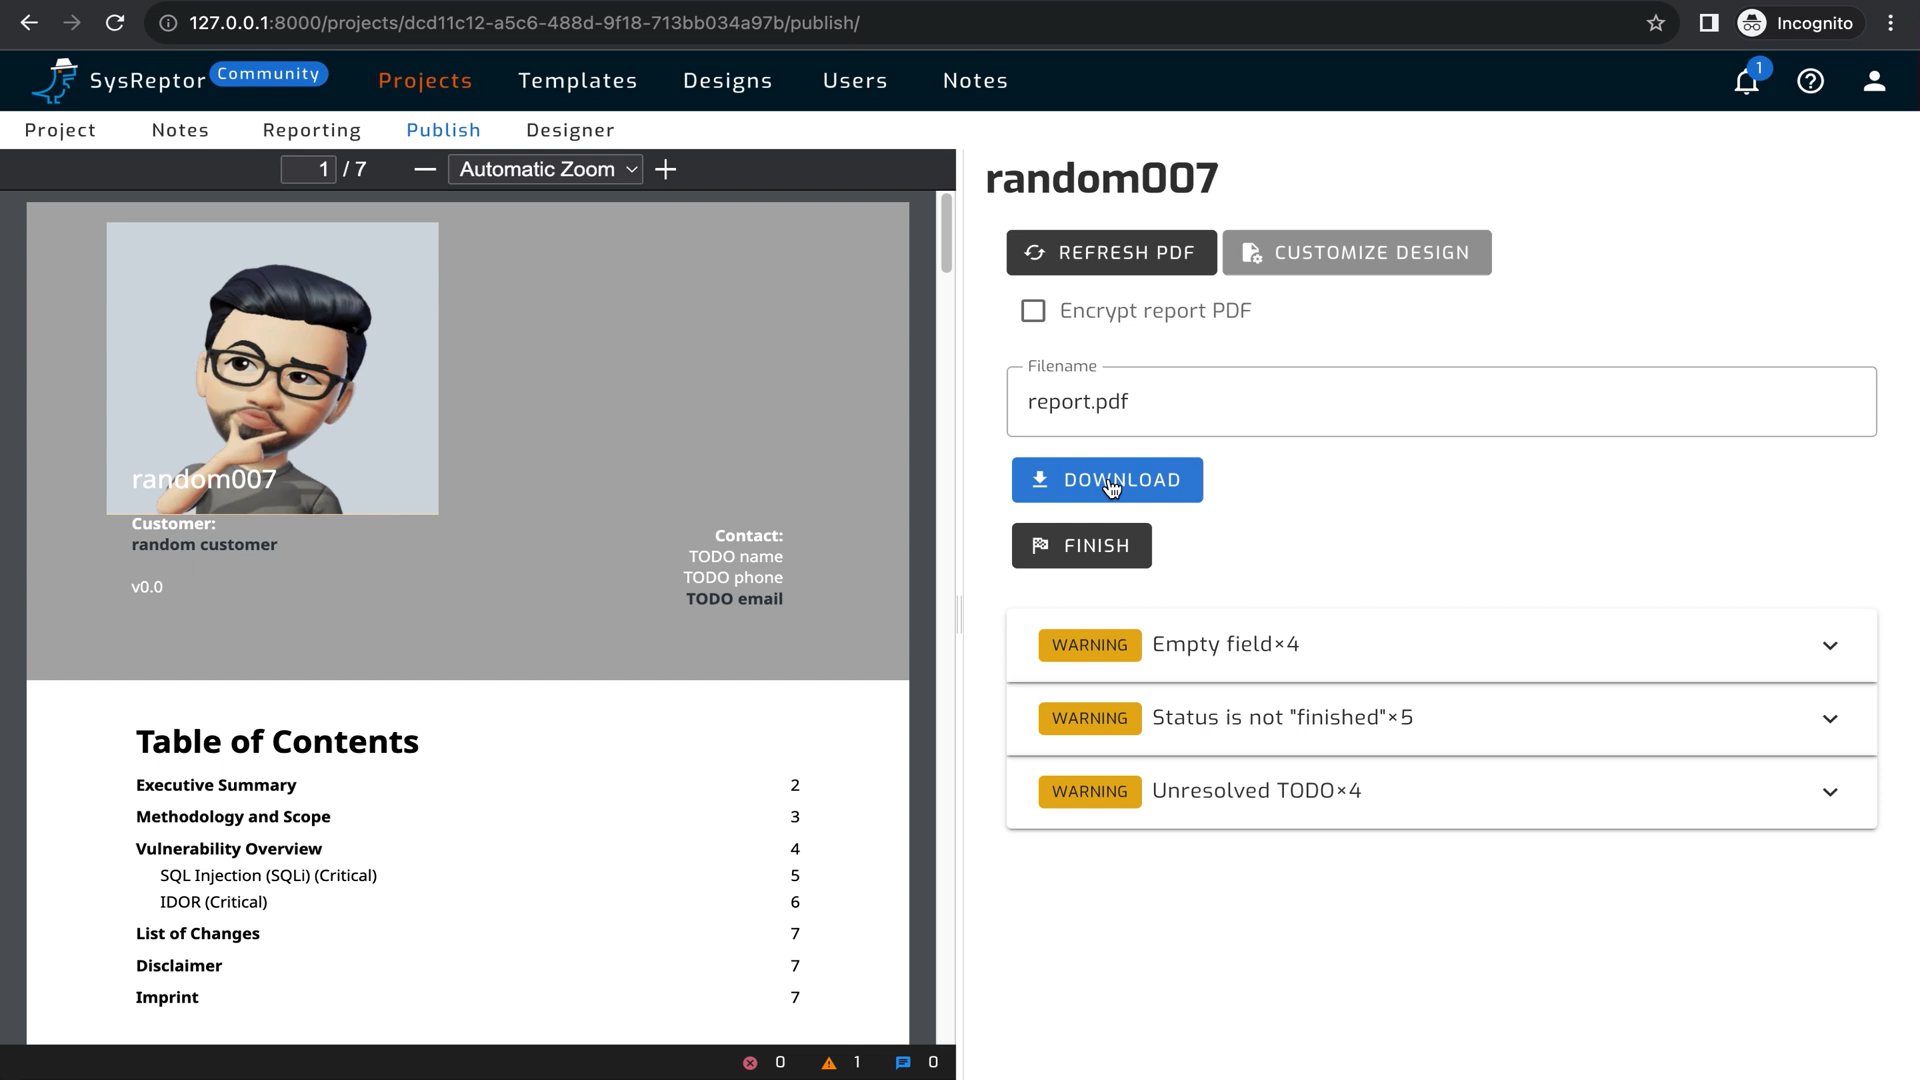 127.0.0.1:8000/projects/dcd11c12-a5c6-488d-9f18-713bb034a97b/publish/
Incognito
SysReptor Community
Projects Templates Designs Users Notes
1
Project Notes Reporting Publish Designer
1 / 7
Automatic Zoom
random007
Customer:
random customer
v0.0
Contact:
TODO name
TODO phone
TODO email
Table of Contents
Executive Summary 2
Methodology and Scope 3
Vulnerability Overview 4
SQL Injection (SQLi) (Critical) 5
IDOR (Critical) 6
List of Changes 7
Disclaimer 7
Imprint 7
0 1 0
random007
REFRESH PDF CUSTOMIZE DESIGN
Encrypt report PDF
Filename
report.pdf
DOWNLOAD
FINISH
WARNING Empty field×4
WARNING Status is not "finished"×5
WARNING Unresolved TODO×4